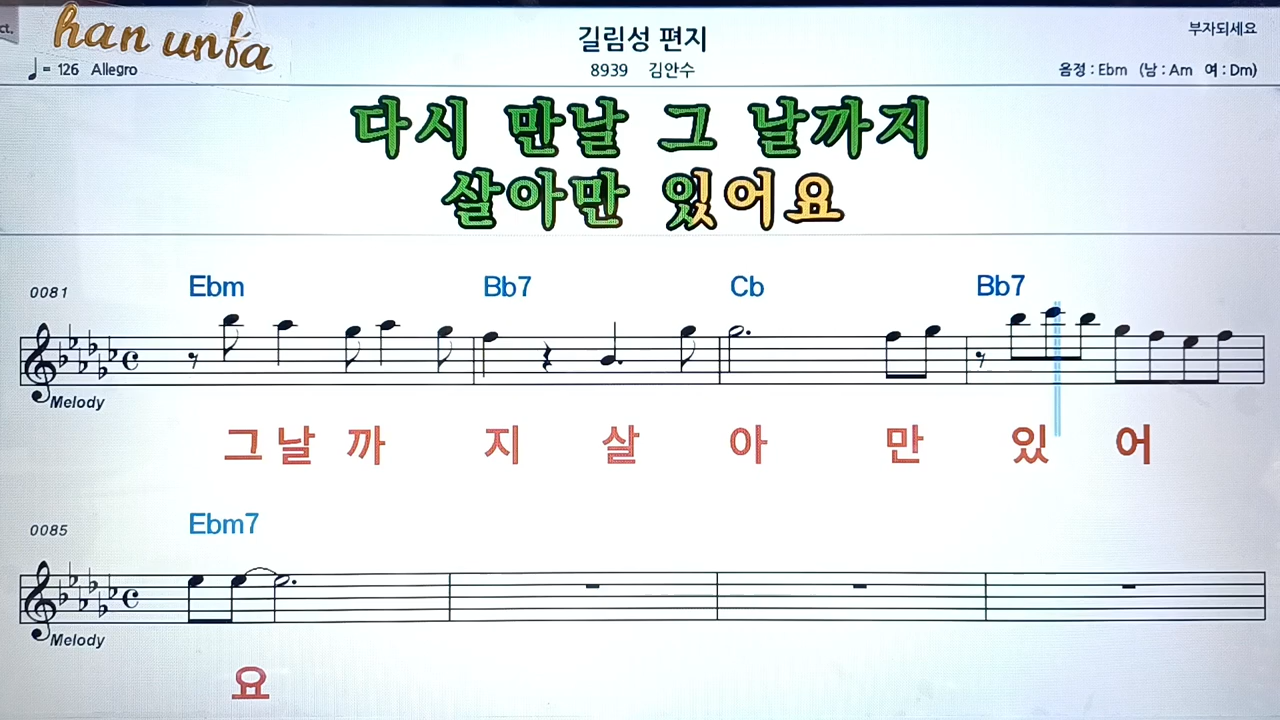 ct.
han unfa
길림성 편지
부자되세요
= 126 Allegro
8939 김안수
음정 : Ebm (남 : Am 여 : Dm)
다시 만날 그 날까지
살아만 있어요
0081
Ebm Bb7 Cb Bb7
Melody
그 날 까 지 살 아 만 있 어
0085
Ebm7
Melody
요